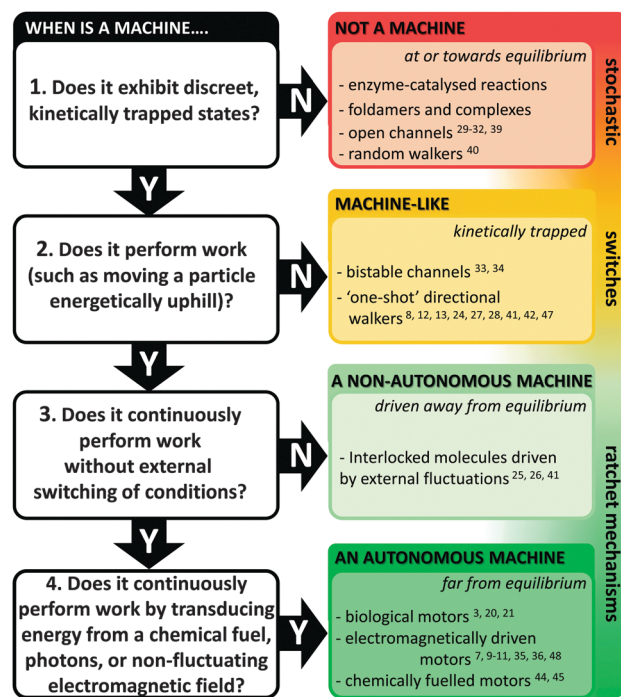 WHEN IS A MACHINE....
1. Does it exhibit discreet,
kinetically trapped states?
N
NOT A MACHINE
at or towards equilibrium
- enzyme-catalysed reactions
- foldamers and complexes
- open channels 29-32, 39
- random walkers 40
stochastic
Y
2. Does it perform work
(such as moving a particle
energetically uphill)?
N
MACHINE-LIKE
kinetically trapped
- bistable channels 33, 34
- ‘one-shot’ directional
walkers 8, 12, 13, 24, 27, 28, 41, 42, 47
switches
Y
3. Does it continuously
perform work
without external
switching of conditions?
N
A NON-AUTONOMOUS MACHINE
driven away from equilibrium
- Interlocked molecules driven
by external fluctuations 25, 26, 41
ratchet mechanisms
Y
4. Does it continuously
perform work by transducing
energy from a chemical fuel,
photons, or non-fluctuating
electromagnetic field?
Y
AN AUTONOMOUS MACHINE
far from equilibrium
- biological motors 3, 20, 21
- electromagnetically driven
motors 7, 9-11, 35, 36, 48
- chemically fuelled motors 44, 45